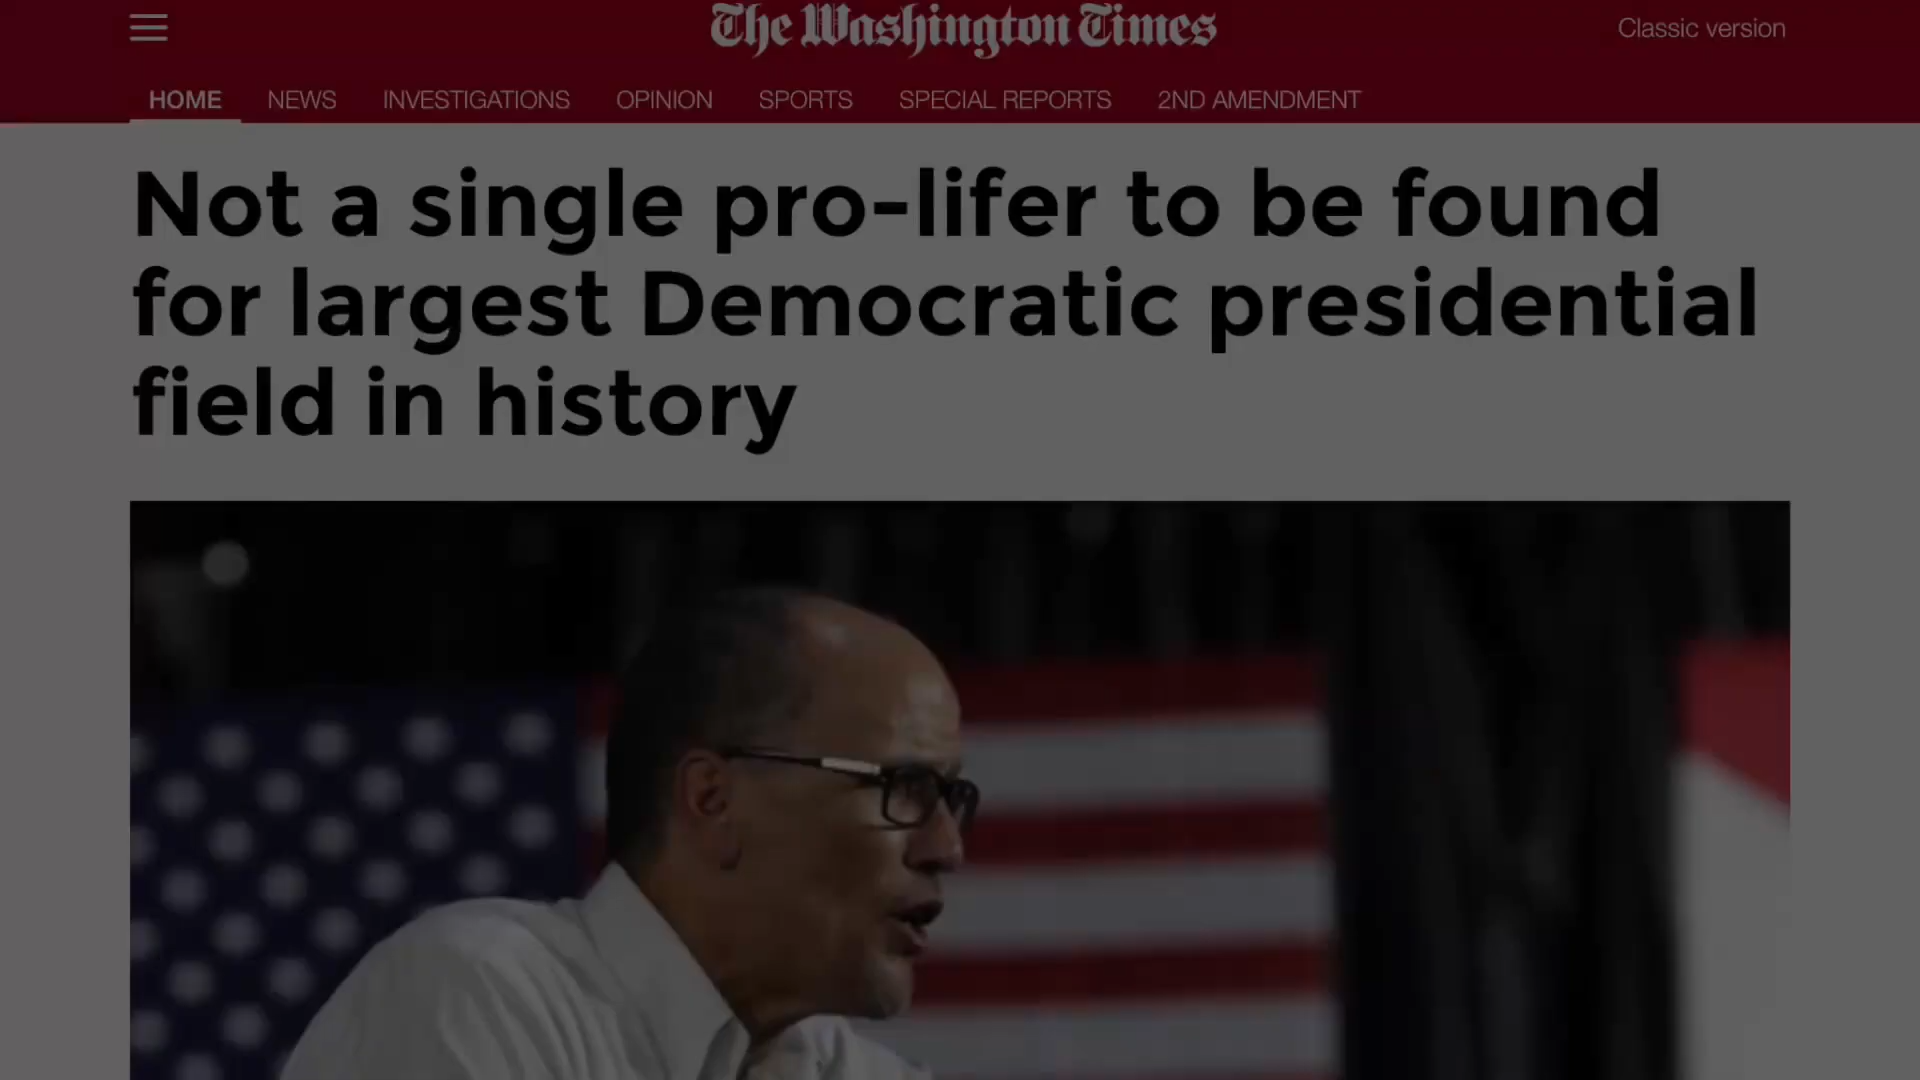 The Washington Times
Classic version
HOME NEWS INVESTIGATIONS OPINION SPORTS SPECIAL REPORTS 2ND AMENDMENT
Not a single pro-lifer to be found
for largest Democratic presidential
field in history